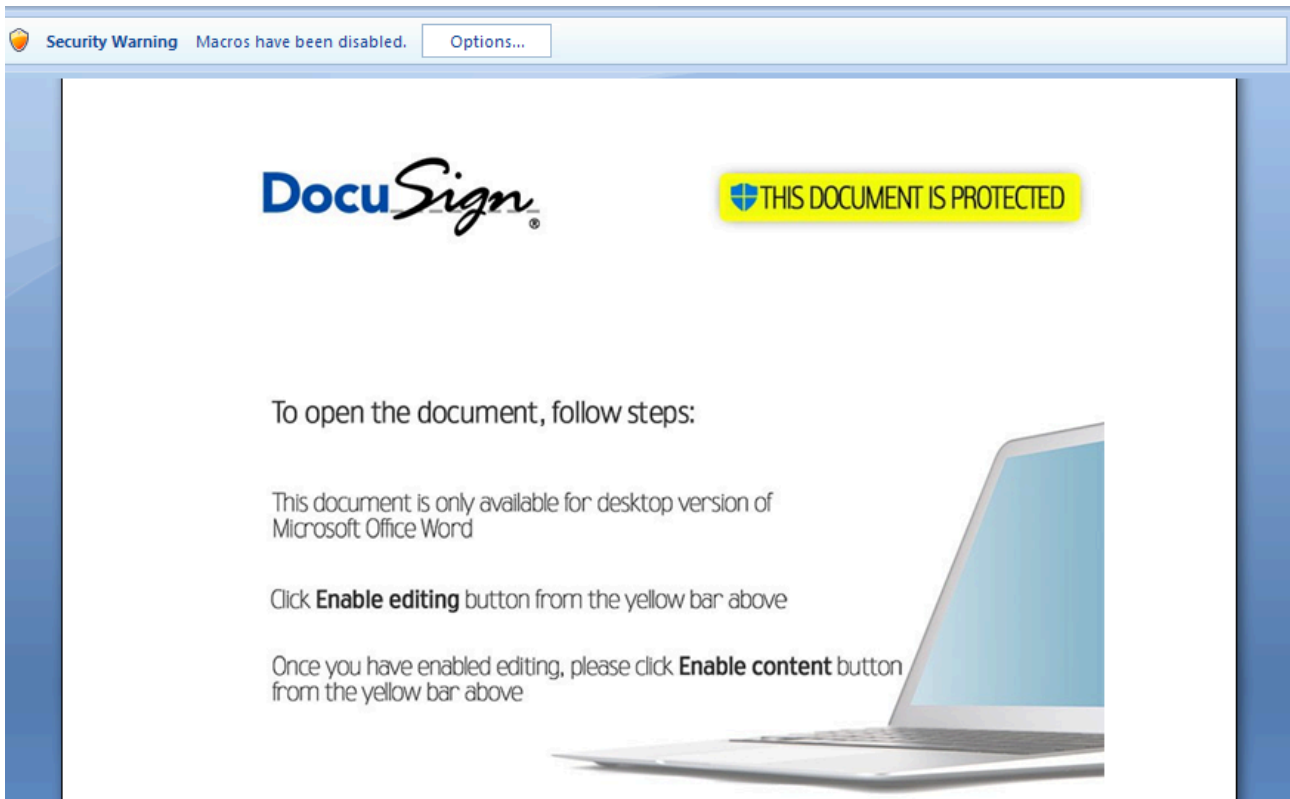 Security Warning Macros have been disabled. Options...
DocuSign®
THIS DOCUMENT IS PROTECTED
To open the document, follow steps:
This document is only available for desktop version of
Microsoft Office Word
Click Enable editing button from the yellow bar above
Once you have enabled editing, please click Enable content button
from the yellow bar above